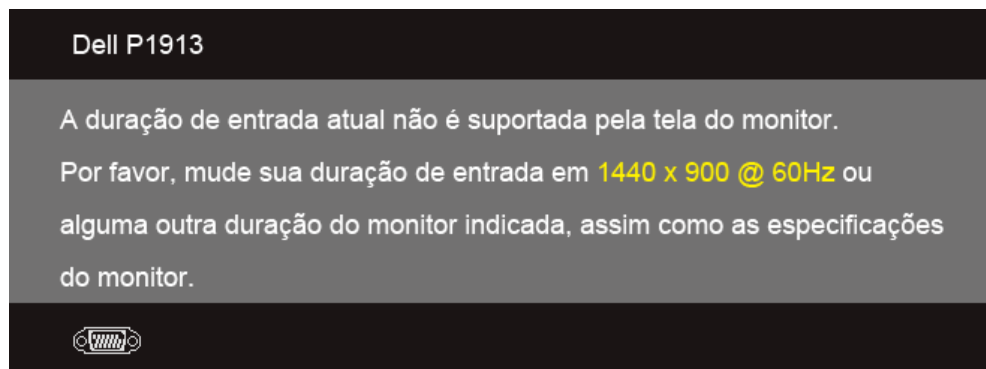 Dell P1913
A duração de entrada atual não é suportada pela tela do monitor.
Por favor, mude sua duração de entrada em 1440 x 900 @ 60Hz ou
alguma outra duração do monitor indicada, assim como as especificações
do monitor.